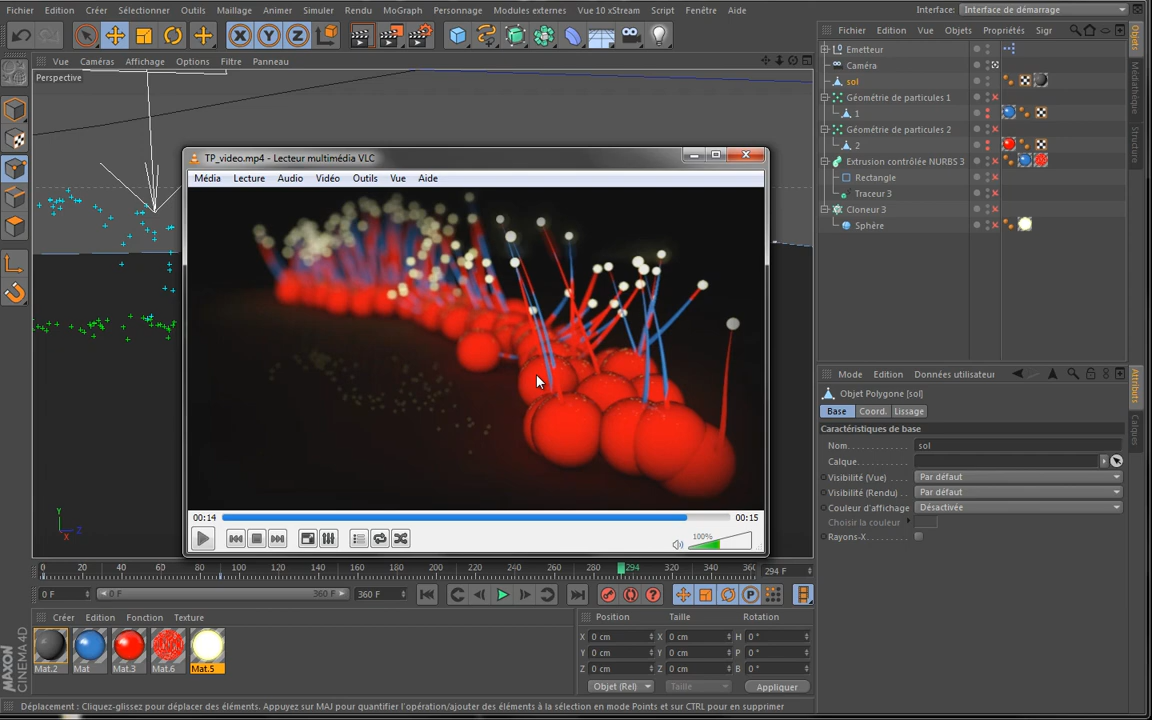 Fichier Edition Créer Sélectionner Outils Maillage Animer Simuler Rendu MoGraph Personnage Modules externes Vue 10 xStream Script Fenêtre Aide Interface: Interface de démarrage
Vue Caméras Affichage Options Filtre Panneau
Perspective
Fichier Edition Vue Objets Propriétés Sigr
Emetteur
Caméra
sol
Géométrie de particules 1
1
Géométrie de particules 2
2
Extrusion contrôlée NURBS 3
Rectangle
Traceur 3
Cloneur 3
Sphère
Objets
Médiathèque
Structure
TP_video.mp4 - Lecteur multimédia VLC
Média Lecture Audio Vidéo Outils Vue Aide
00:14 00:15
100%
Mode Edition Données utilisateur
Objet Polygone [sol]
Base Coord. Lissage
Caractéristiques de base
Nom. sol
Calque
Visibilité (Vue) Par défaut
Visibilité (Rendu) Par défaut
Couleur d'affichage Désactivée
Choisir la couleur
Rayons-X
Attributs
Calques
Y
Z
X
0 20 40 60 80 100 120 140 160 180 200 220 240 260 280 294 320 340 36 294 F
0 F 0 F 360 F 360 F
Créer Edition Fonction Texture
Mat.2 Mat Mat.3 Mat.6 Mat.5
Position Taille Rotation
X 0 cm X 0 cm H 0 °
Y 0 cm Y 0 cm P 0 °
Z 0 cm Z 0 cm B 0 °
Objet (Rel) Taille Appliquer
MAXON CINEMA4D
Déplacement : Cliquez-glissez pour déplacer des éléments. Appuyez sur MAJ pour quantifier l'opération/ajouter des éléments à la sélection en mode Points et sur CTRL pour en supprimer